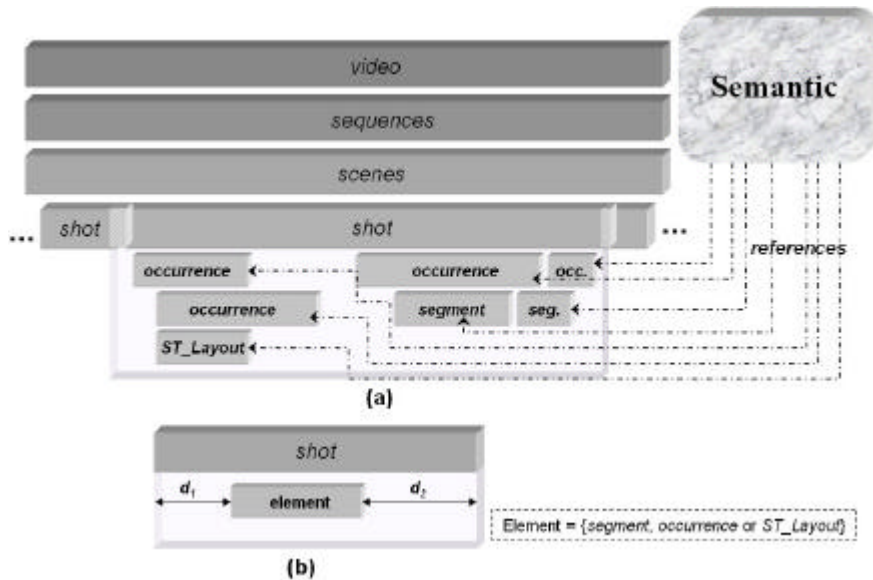 video
Semantic
sequences
scenes
... shot shot ...
references
occurrence occurrence occ.
occurrence segment seg.
ST_Layout
(a)
shot
d1 element d2
Element = {segment, occurrence or ST_Layout}
(b)